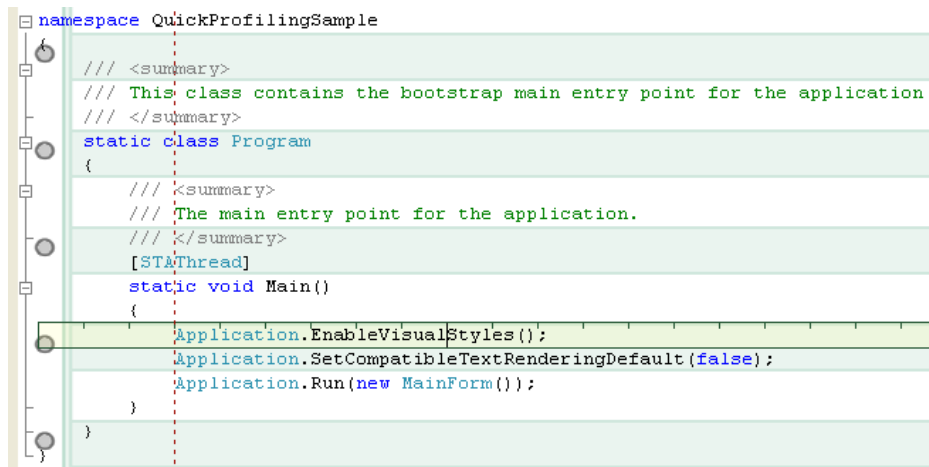 namespace QuickProfilingSample
{
/// <summary>
/// This class contains the bootstrap main entry point for the application
/// </summary>
static class Program
{
/// <summary>
/// The main entry point for the application.
/// </summary>
[STAThread]
static void Main()
{
Application.EnableVisualStyles();
Application.SetCompatibleTextRenderingDefault(false);
Application.Run(new MainForm());
}
}
}